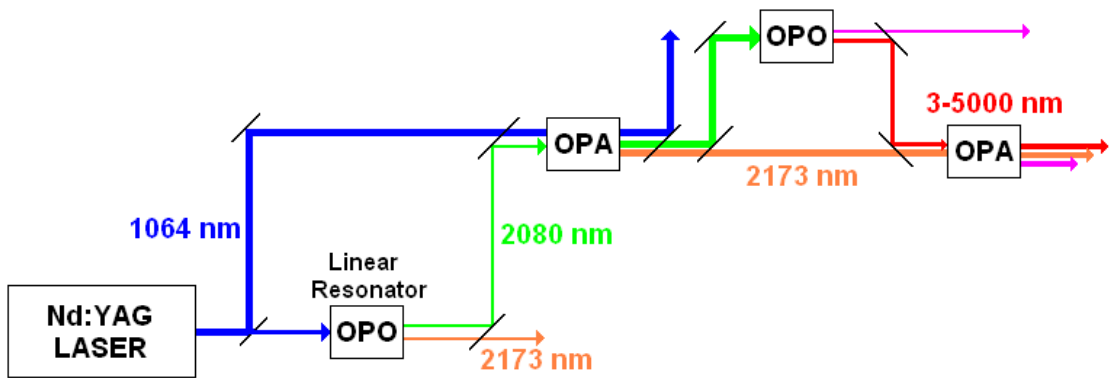 OPO
3-5000 nm
OPA
OPA
2173 nm
1064 nm
2080 nm
Linear
Resonator
Nd:YAG
LASER
OPO
2173 nm